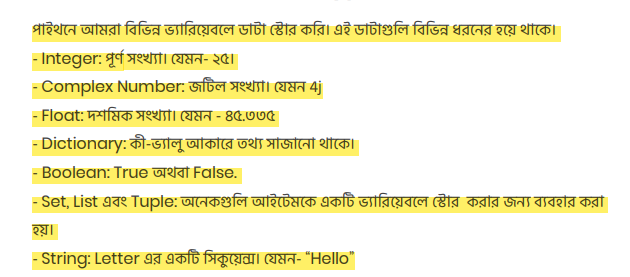 পাইথনে আমরা বিভিন্ন ভ্যারিয়েবলে ডাটা স্টোর করি। এই ডাটাগুলি বিভিন্ন ধরনের হয়ে থাকে।
- Integer: পূর্ণ সংখ্যা। যেমন- ২৫।
- Complex Number: জটিল সংখ্যা। যেমন 4j
- Float: দশমিক সংখ্যা। যেমন - ৪৫.৩৩৫
- Dictionary: কী-ভ্যালু আকারে তথ্য সাজানো থাকে।
- Boolean: True অথবা False.
- Set, List এবং Tuple: অনেকগুলি আইটেমকে একটি ভ্যারিয়েবলে স্টোর করার জন্য ব্যবহার করা
হয়।
- String: Letter এর একটি সিকুয়েন্স। যেমন- “Hello”